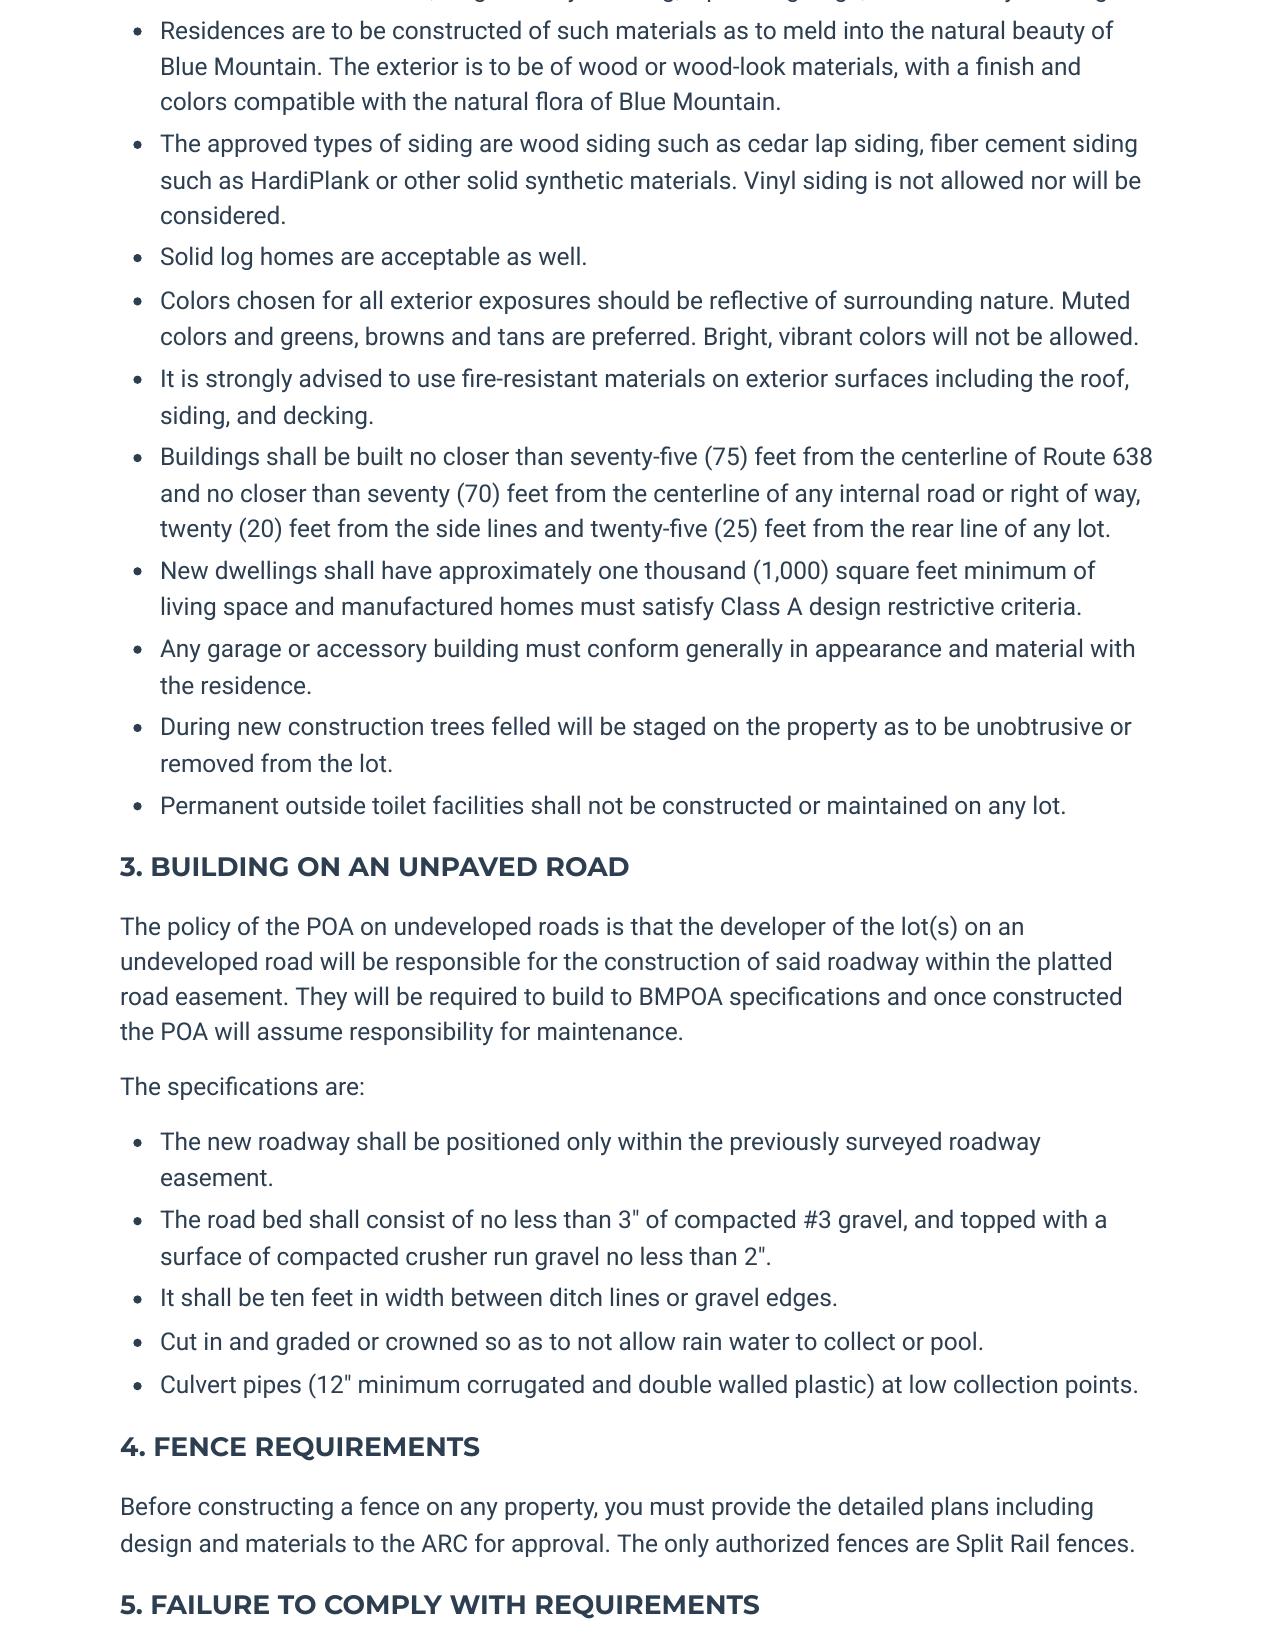 • Residences are to be constructed of such materials as to meld into the natural beauty of
Blue Mountain. The exterior is to be of wood or wood-look materials, with a finish and
colors compatible with the natural flora of Blue Mountain.
• The approved types of siding are wood siding such as cedar lap siding, fiber cement siding
such as HardiPlank or other solid synthetic materials. Vinyl siding is not allowed nor will be
considered.
• Solid log homes are acceptable as well.
• Colors chosen for all exterior exposures should be reflective of surrounding nature. Muted
colors and greens, browns and tans are preferred. Bright, vibrant colors will not be allowed.
• It is strongly advised to use fire-resistant materials on exterior surfaces including the roof,
siding, and decking.
• Buildings shall be built no closer than seventy-five (75) feet from the centerline of Route 638
and no closer than seventy (70) feet from the centerline of any internal road or right of way,
twenty (20) feet from the side lines and twenty-five (25) feet from the rear line of any lot.
• New dwellings shall have approximately one thousand (1,000) square feet minimum of
living space and manufactured homes must satisfy Class A design restrictive criteria.
• Any garage or accessory building must conform generally in appearance and material with
the residence.
• During new construction trees felled will be staged on the property as to be unobtrusive or
removed from the lot.
• Permanent outside toilet facilities shall not be constructed or maintained on any lot.
3. BUILDING ON AN UNPAVED ROAD
The policy of the POA on undeveloped roads is that the developer of the lot(s) on an
undeveloped road will be responsible for the construction of said roadway within the platted
road easement. They will be required to build to BMPOA specifications and once constructed
the POA will assume responsibility for maintenance.
The specifications are:
• The new roadway shall be positioned only within the previously surveyed roadway
easement.
• The road bed shall consist of no less than 3" of compacted #3 gravel, and topped with a
surface of compacted crusher run gravel no less than 2".
• It shall be ten feet in width between ditch lines or gravel edges.
• Cut in and graded or crowned so as to not allow rain water to collect or pool.
• Culvert pipes (12" minimum corrugated and double walled plastic) at low collection points.
4. FENCE REQUIREMENTS
Before constructing a fence on any property, you must provide the detailed plans including
design and materials to the ARC for approval. The only authorized fences are Split Rail fences.
5. FAILURE TO COMPLY WITH REQUIREMENTS